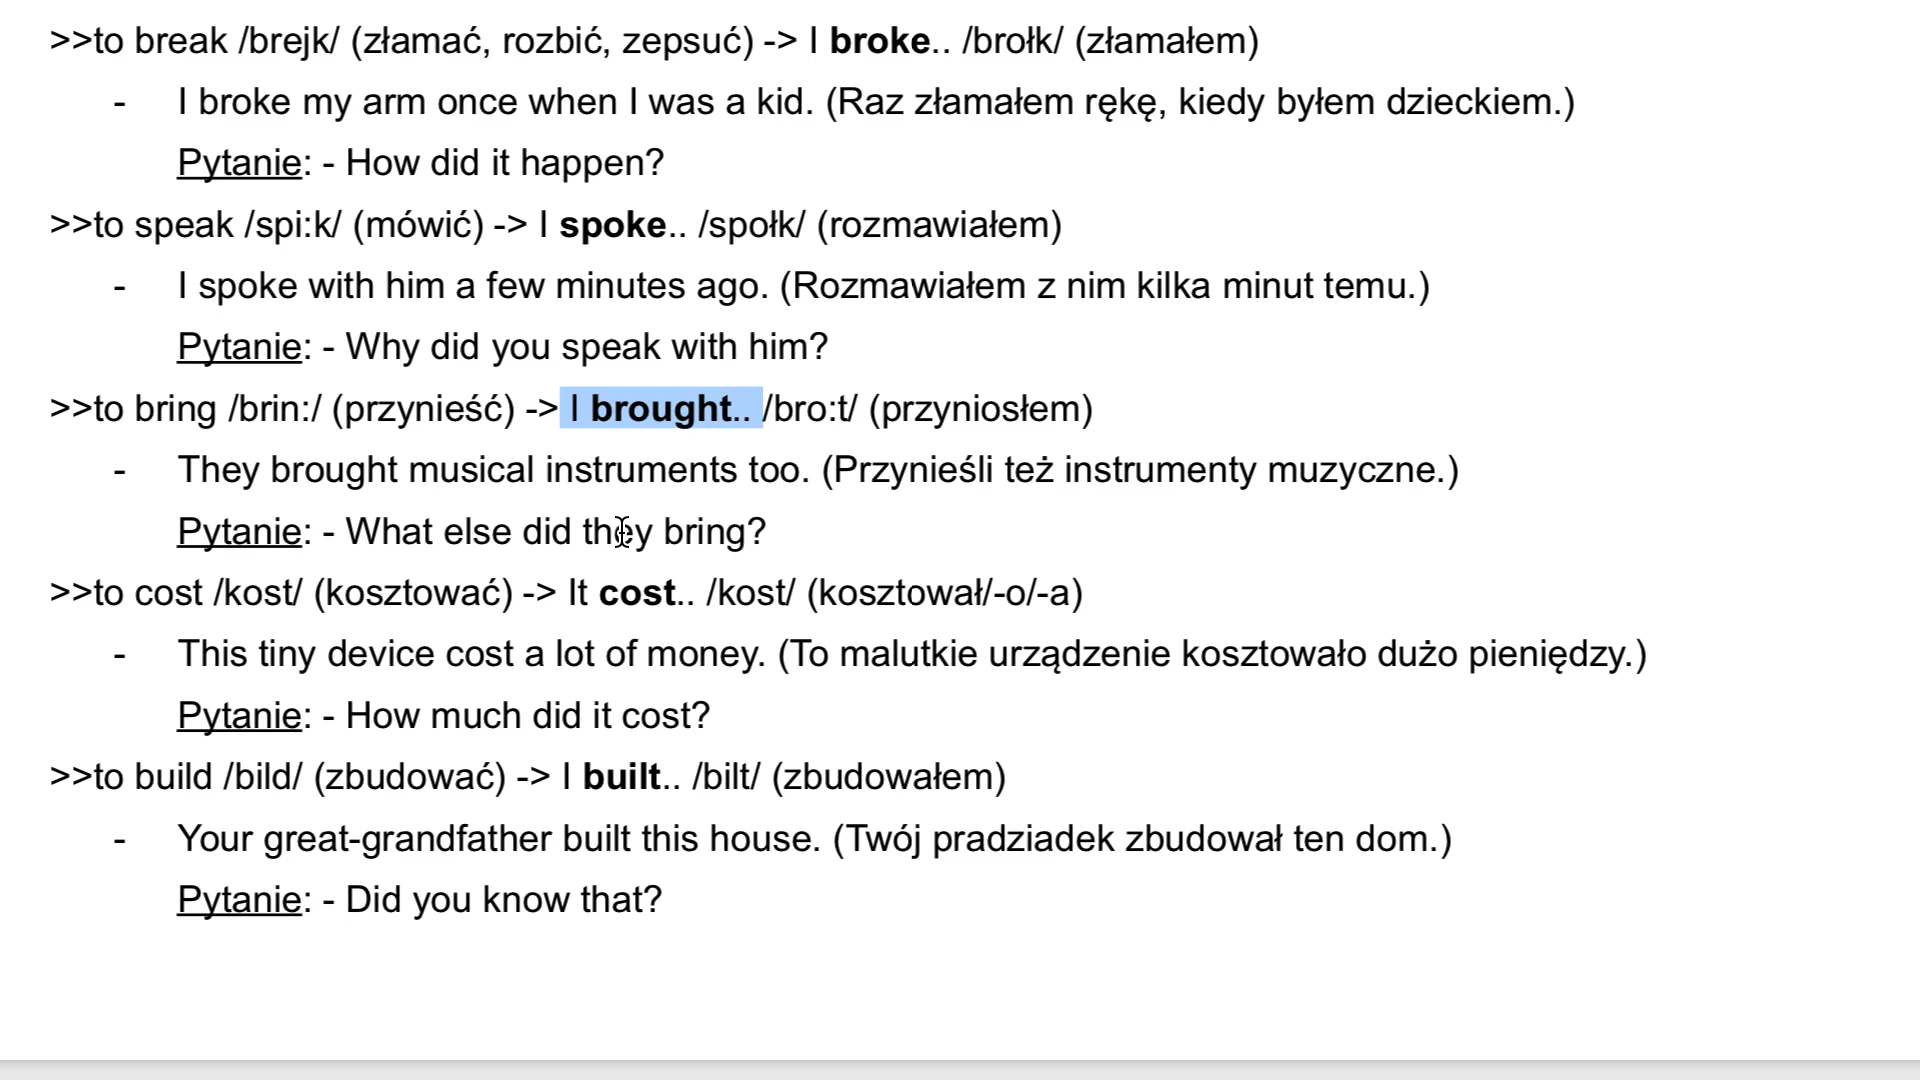 >>to break /brejk/ (złamać, rozbić, zepsuć) -> I broke.. /brołk/ (złamałem)
- I broke my arm once when I was a kid. (Raz złamałem rękę, kiedy byłem dzieckiem.)
Pytanie: - How did it happen?
>>to speak /spi:k/ (mówić) -> I spoke.. /społk/ (rozmawiałem)
- I spoke with him a few minutes ago. (Rozmawiałem z nim kilka minut temu.)
Pytanie: - Why did you speak with him?
>>to bring /brin:/ (przynieść) -> I brought.. /bro:t/ (przyniosłem)
- They brought musical instruments too. (Przynieśli też instrumenty muzyczne.)
Pytanie: - What else did they bring?
>>to cost /kost/ (kosztować) -> It cost.. /kost/ (kosztował/-o/-a)
- This tiny device cost a lot of money. (To malutkie urządzenie kosztowało dużo pieniędzy.)
Pytanie: - How much did it cost?
>>to build /bild/ (zbudować) -> I built.. /bilt/ (zbudowałem)
- Your great-grandfather built this house. (Twój pradziadek zbudował ten dom.)
Pytanie: - Did you know that?